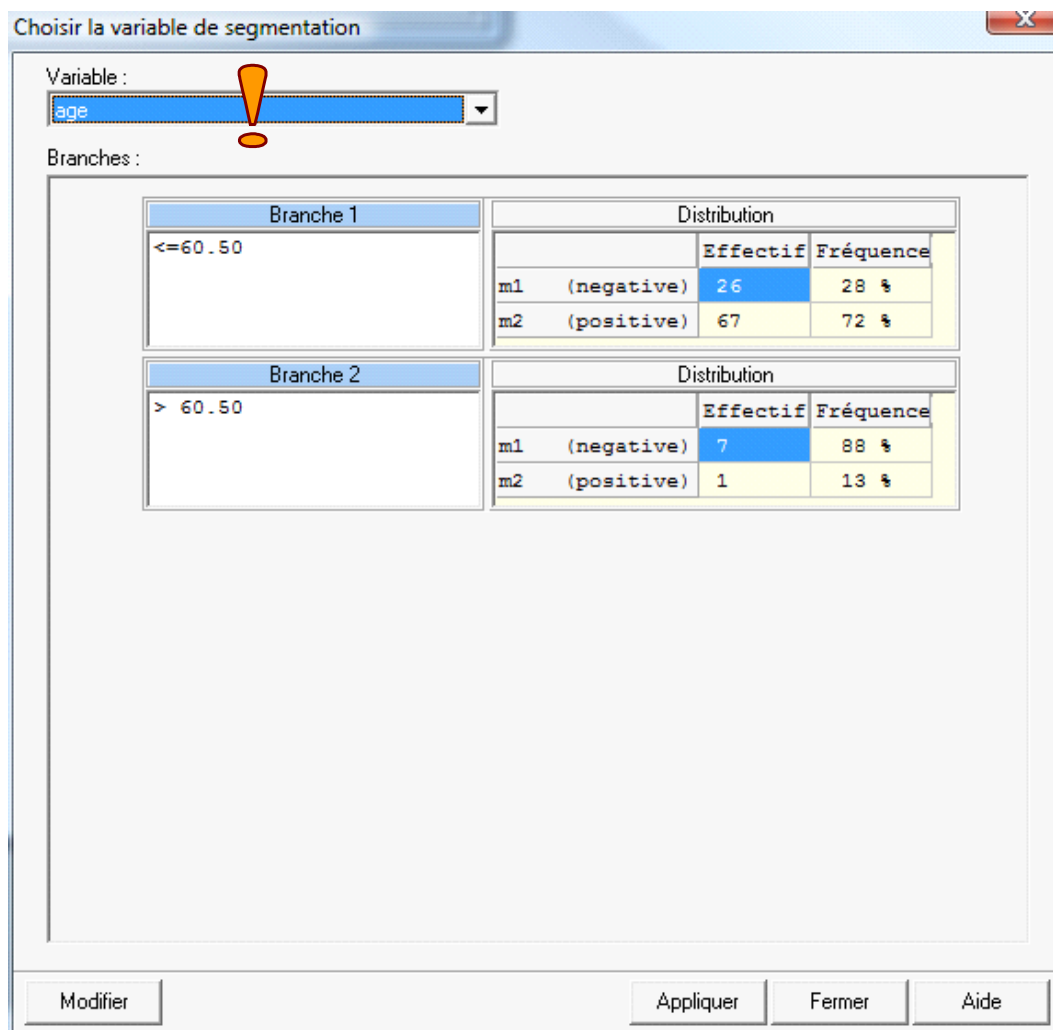 Choisir la variable de segmentation
X
Variable :
age
Branches :
Branche 1 Distribution
<=60.50
Effectif Fréquence
m1 (negative) 26 28 %
m2 (positive) 67 72 %
Branche 2 Distribution
> 60.50
Effectif Fréquence
m1 (negative) 7 88 %
m2 (positive) 1 13 %
Modifier Appliquer Fermer Aide